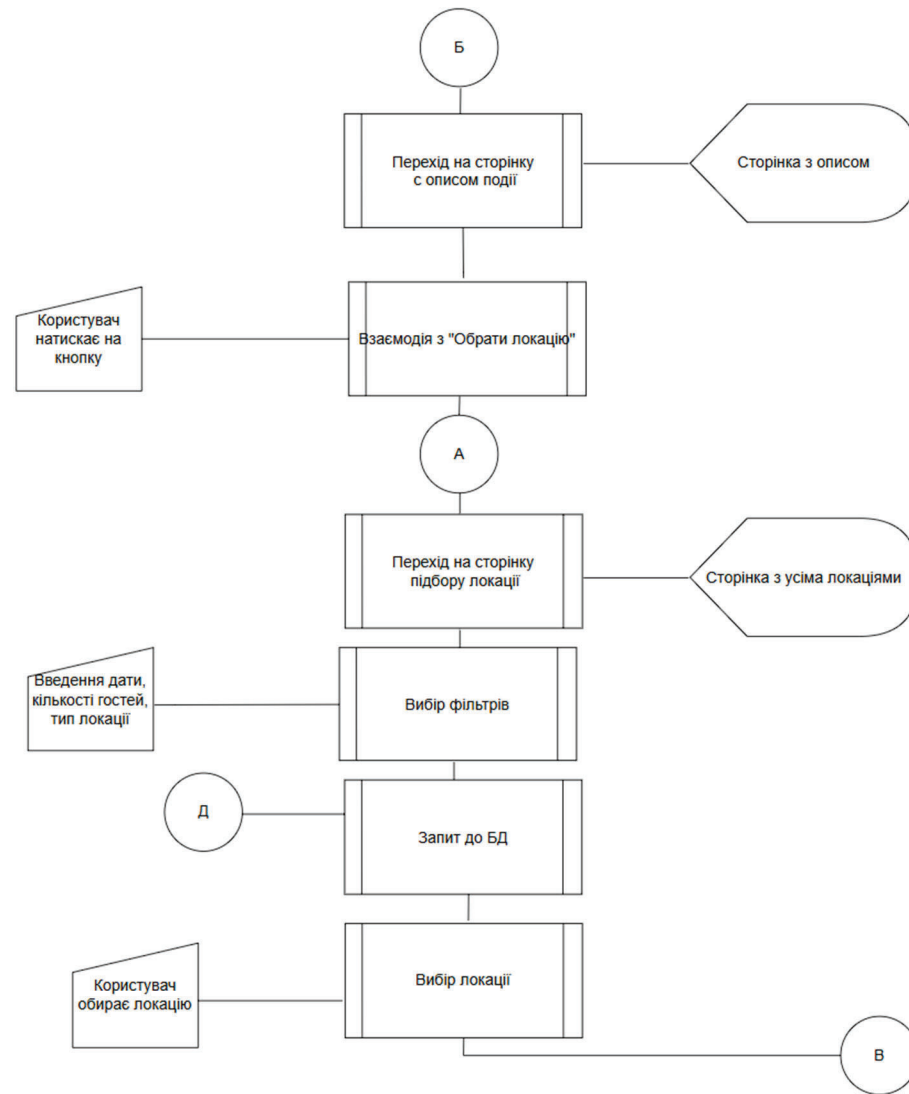 Б
Перехід на сторінку
с описом події
Сторінка з описом
Користувач
натискає на
кнопку
Взаємодія з "Обрати локацію"
А
Перехід на сторінку
підбору локації
Сторінка з усіма локаціями
Введення дати,
кількості гостей,
тип локації
Вибір фільтрів
Д
Запит до БД
Користувач
обирає локацію
Вибір локації
В